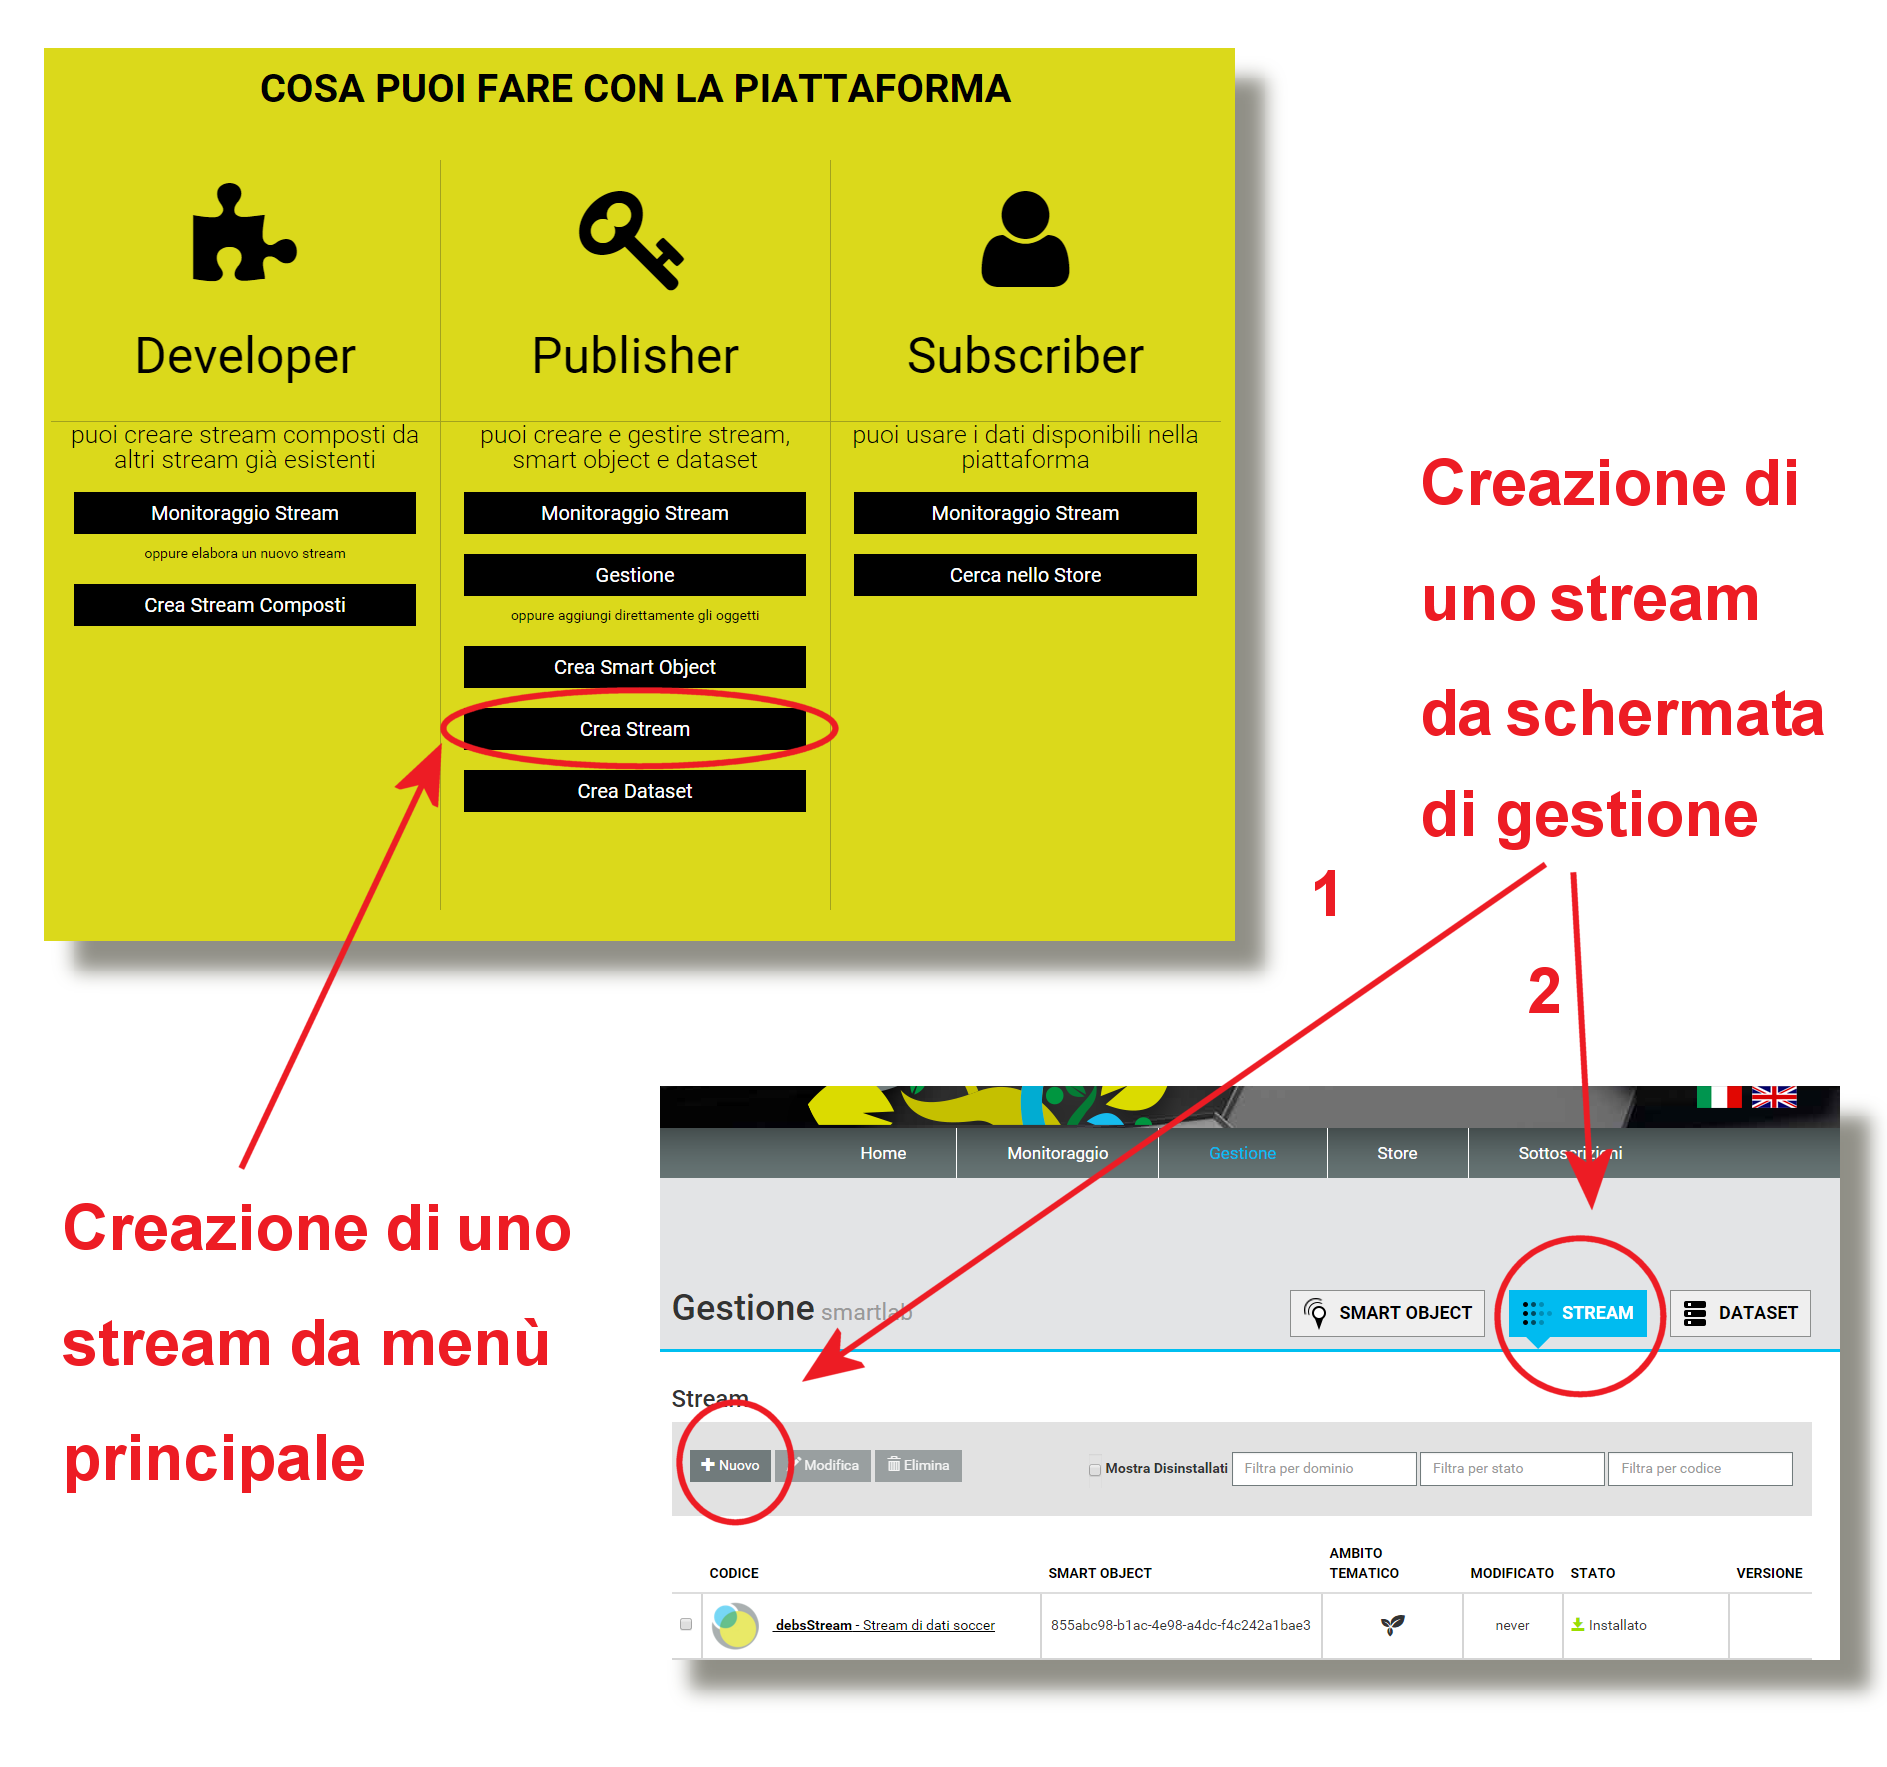 COSA PUOI FARE CON LA PIATTAFORMA
Developer
puoi creare stream composti da
altri stream già esistenti
Monitoraggio Stream
oppure elabora un nuovo stream
Crea Stream Composti
Publisher
puoi creare e gestire stream,
smart object e dataset
Monitoraggio Stream
Gestione
oppure aggiungi direttamente gli oggetti
Crea Smart Object
Crea Stream
Crea Dataset
Subscriber
puoi usare i dati disponibili nella
piattaforma
Monitoraggio Stream
Cerca nello Store
Creazione di
uno stream
da schermata
di gestione
1
2
Creazione di uno
stream da menù
principale
Home Monitoraggio Gestione Store Sottoscrizioni
Gestione smartlab
SMART OBJECT STREAM DATASET
Stream
Nuovo Modifica Elimina Mostra Disinstallati Filtra per dominio Filtra per stato Filtra per codice
CODICE SMART OBJECT AMBITO TEMATICO MODIFICATO STATO VERSIONE
debsStream - Stream di dati soccer 855abc98-b1ac-4e98-a4dc-f4c242a1bae3 never Installato